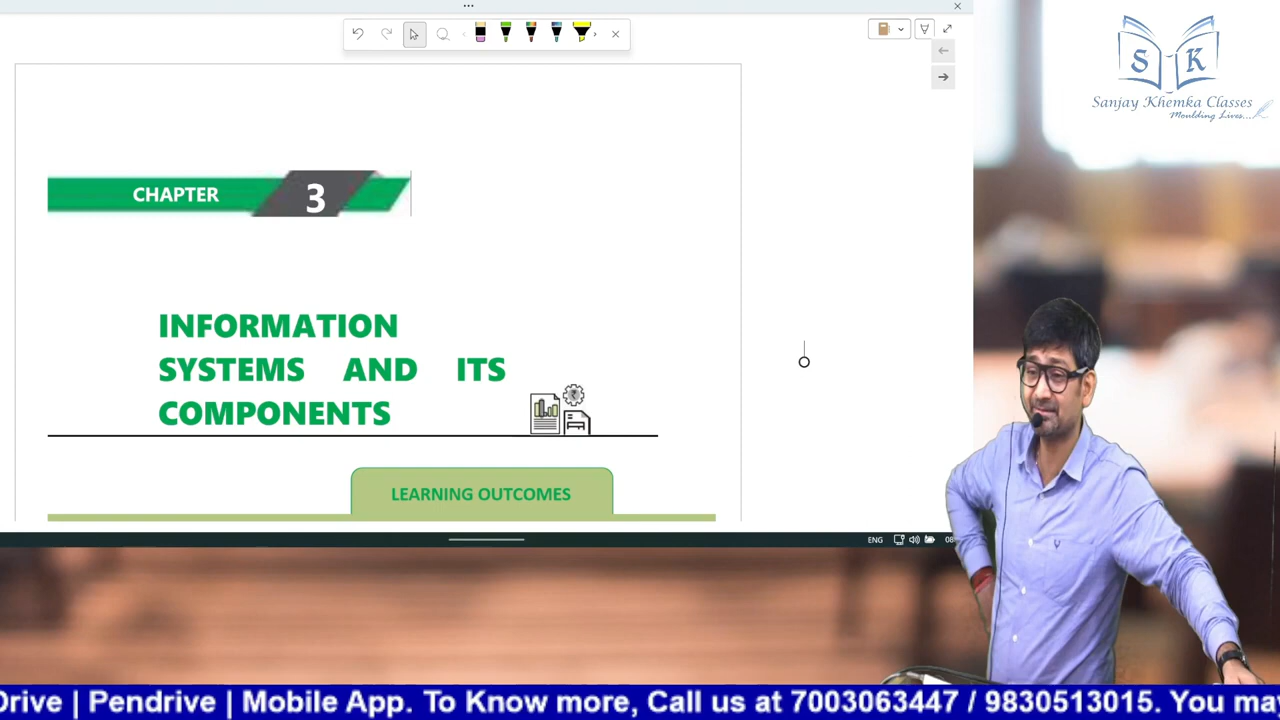 ...
S K
Sanjay Khemka Classes
Moulding Lives...
CHAPTER 3
INFORMATION
SYSTEMS AND ITS
COMPONENTS
LEARNING OUTCOMES
ENG 08
Drive | Pendrive | Mobile App. To Know more, Call us at 7003063447 / 9830513015. You may